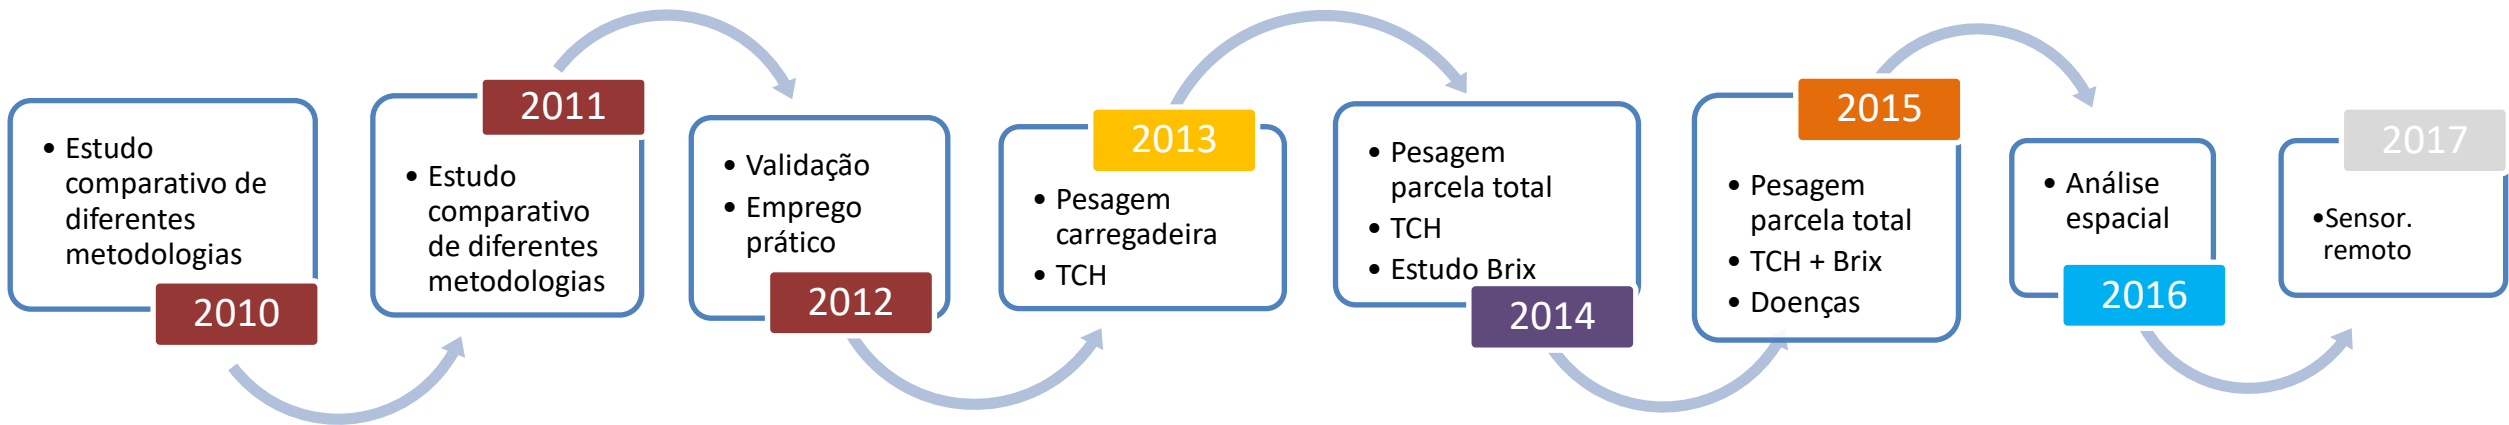 • Estudo
comparativo de
diferentes
metodologias
2010
2011
• Estudo
comparativo
de diferentes
metodologias
• Validação
• Emprego
prático
2012
2013
• Pesagem
carregadeira
• TCH
• Pesagem
parcela total
• TCH
• Estudo Brix
2014
2015
• Pesagem
parcela total
• TCH + Brix
• Doenças
• Análise
espacial
2016
2017
•Sensor.
remoto